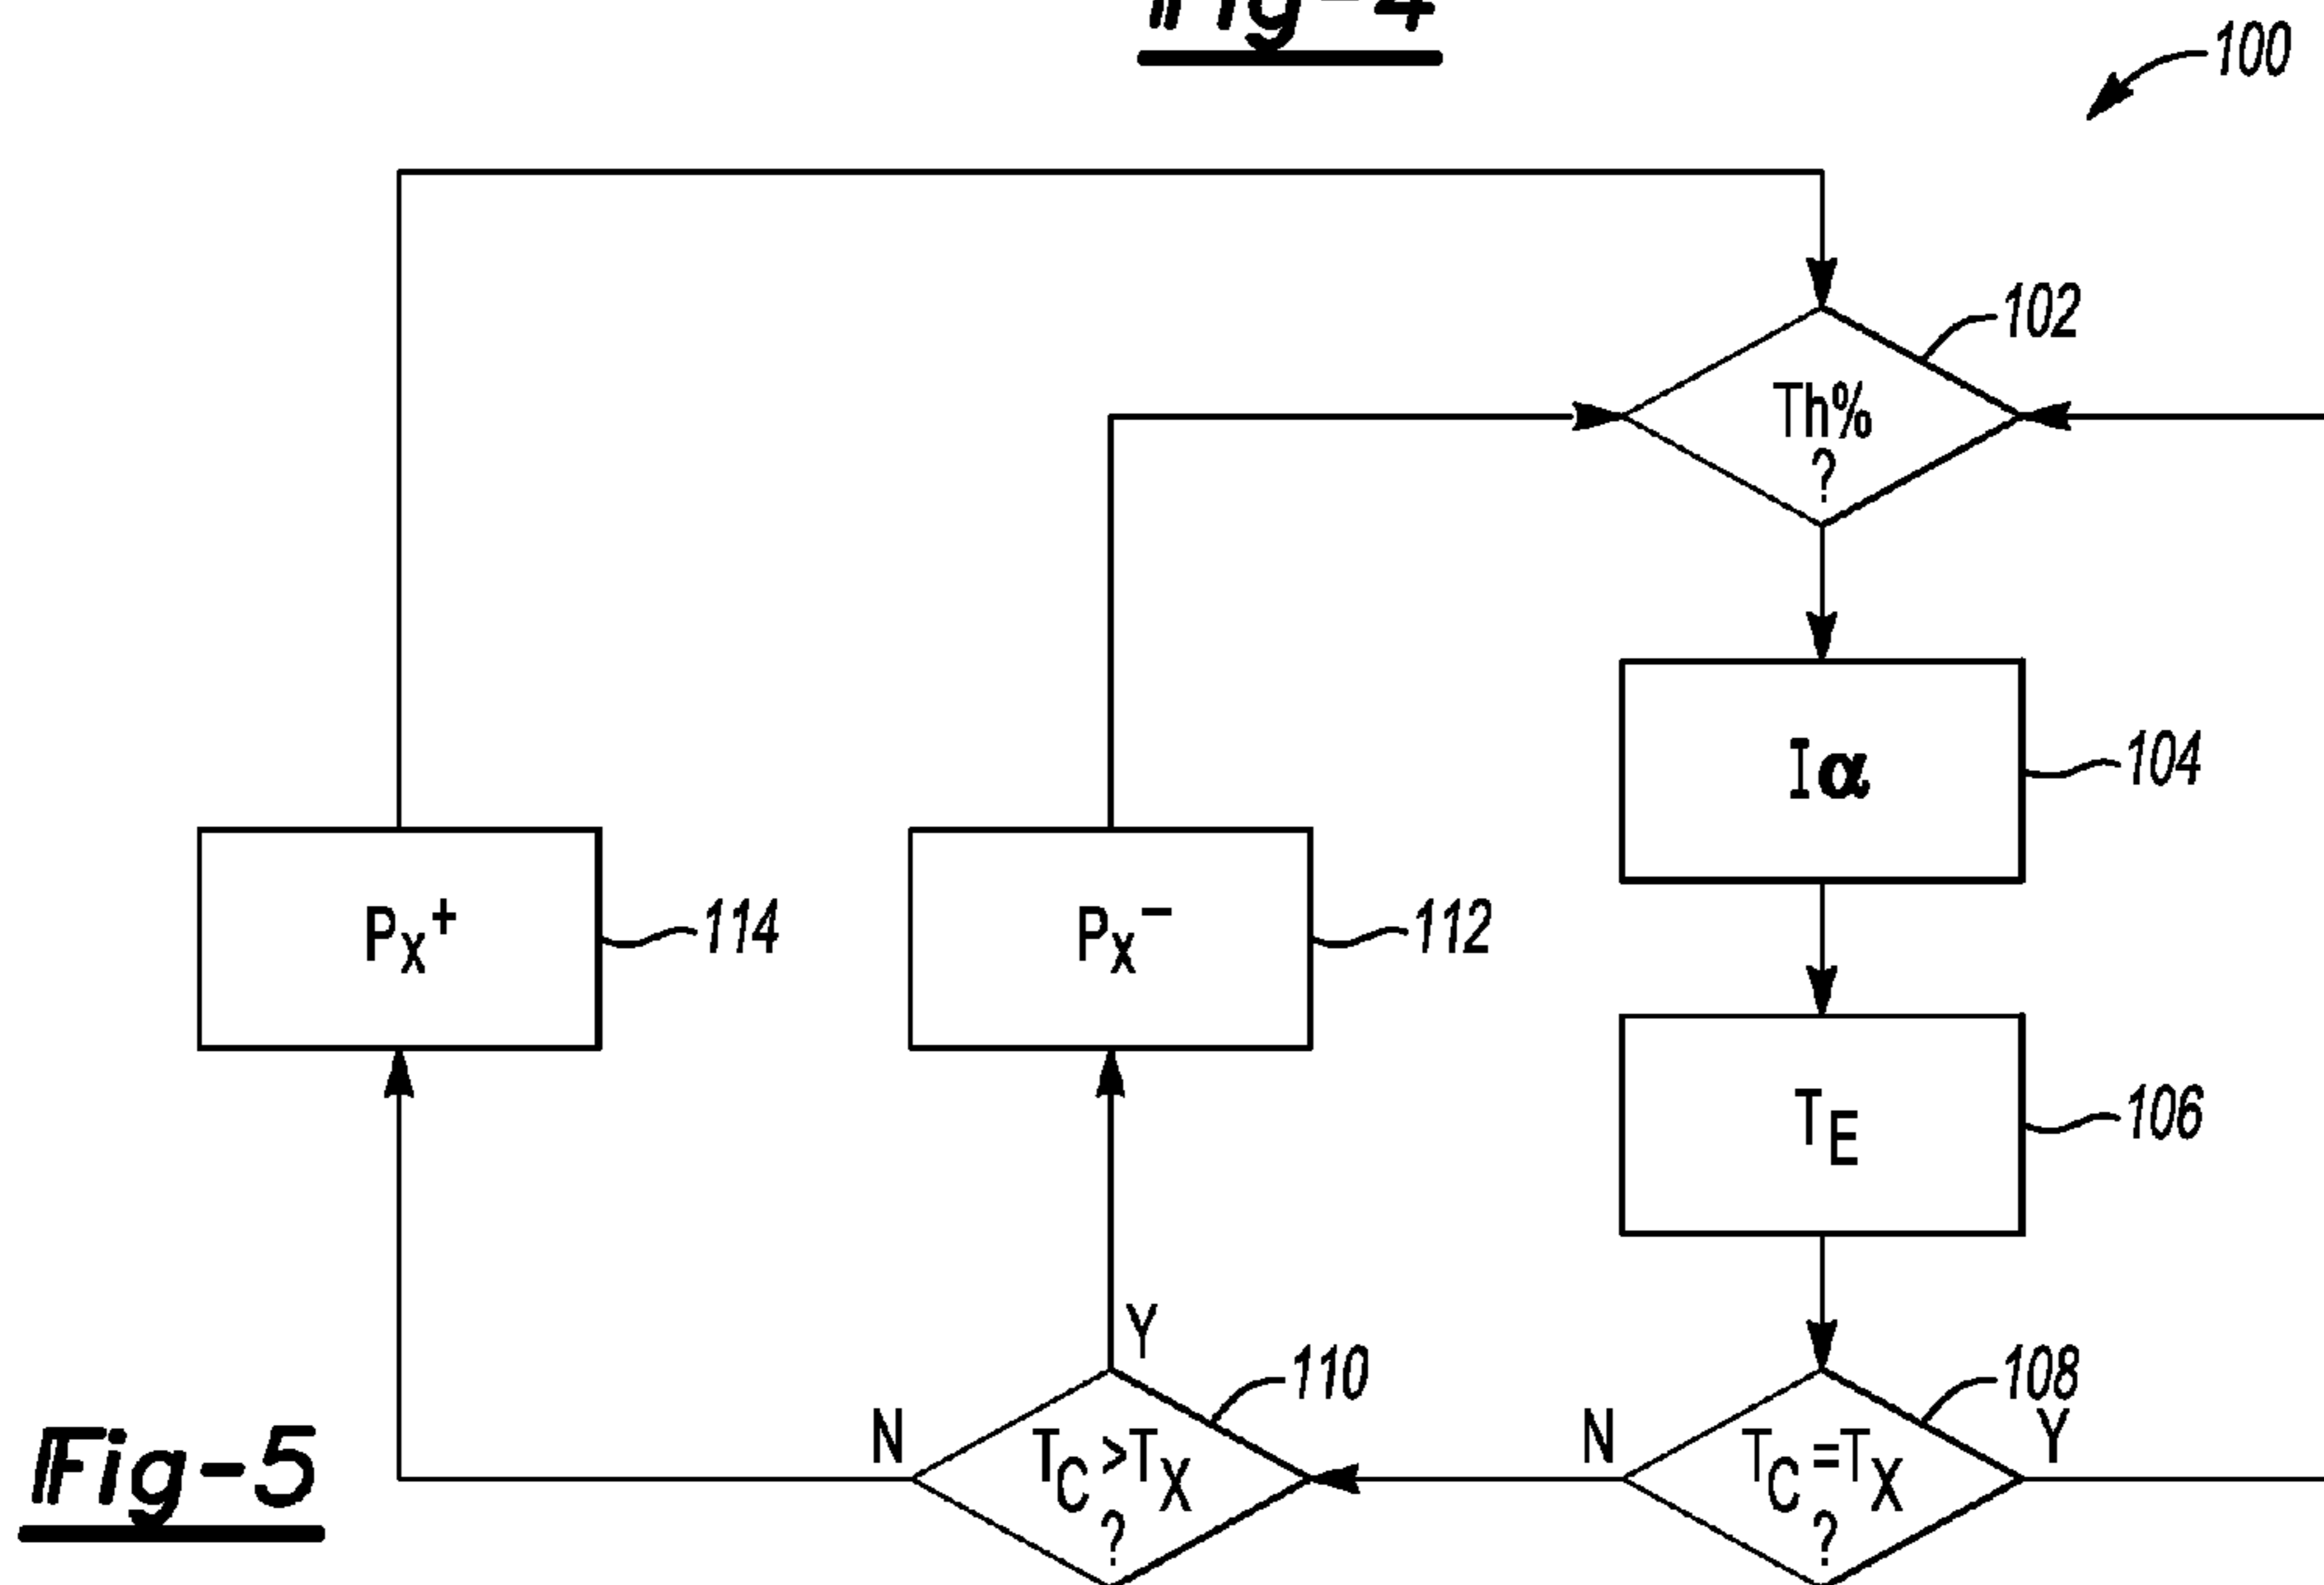 Fig-4
100
102
Th%
?
Iα
104
PX+
114
PX−
112
TE
106
Y
110
108
N
TC>TX
?
N
TC=TX
?
Y
Fig-5